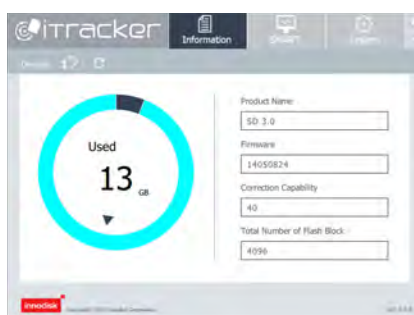 iTracker
Information
SMART
Device:
Used
13
GB
Product Name
SD 3.0
Firmware
14050824
Correction Capability
40
Total Number of Flash Block
4096
innodisk